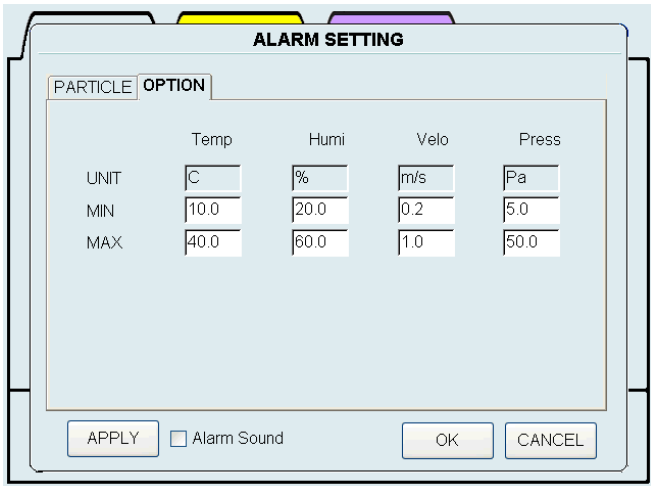 ALARM SETTING
PARTICLE OPTION
Temp Humi Velo Press
UNIT C % m/s Pa
MIN 10.0 20.0 0.2 5.0
MAX 40.0 60.0 1.0 50.0
APPLY Alarm Sound OK CANCEL